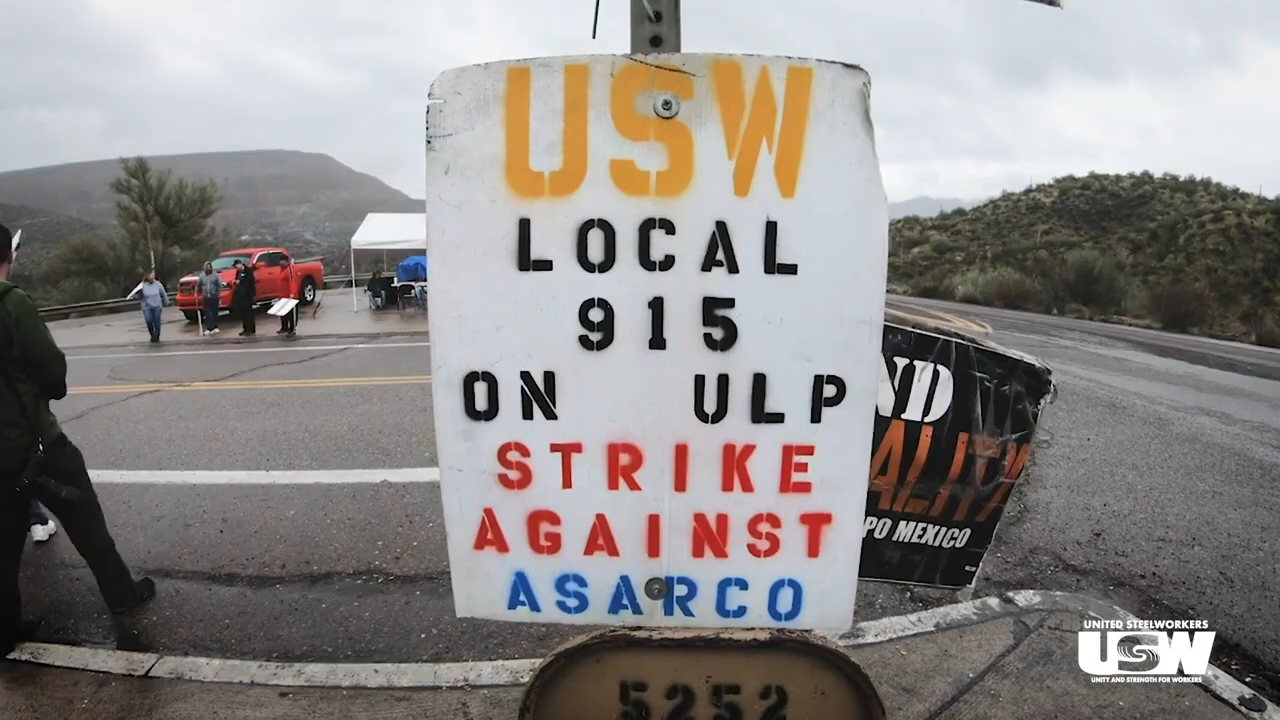 USW
LOCAL
915
ON ULP
STRIKE
AGAINST
ASARCO
PO MEXICO
5252
UNITED STEELWORKERS
USW
UNITY AND STRENGTH FOR WORKERS